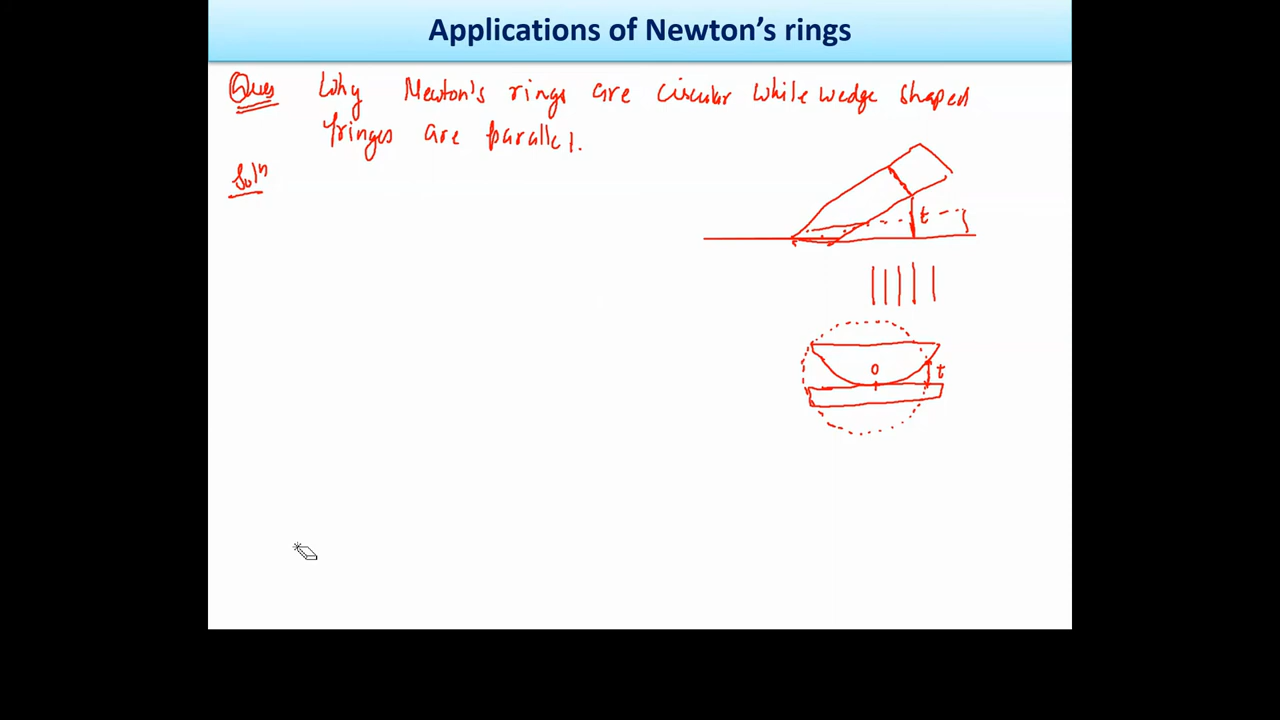 Applications of Newton's rings
Ques Why Newton's rings are circular while wedge shaped
fringes are parallel.
Solⁿ
t
O
t